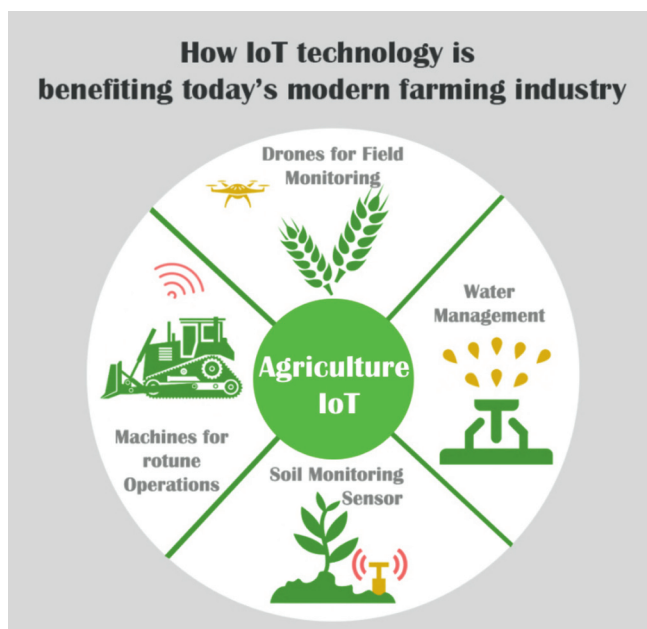 How IoT technology is
benefiting today's modern farming industry
Drones for Field
Monitoring
Water
Management
Agriculture
IoT
Machines for
rotune
Operations
Soil Monitoring
Sensor